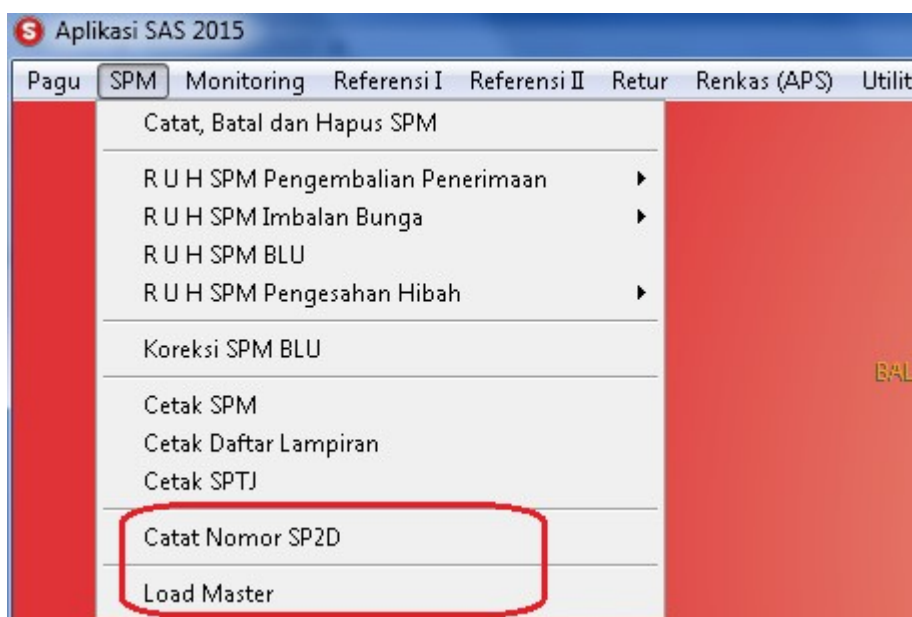 S Aplikasi SAS 2015
Pagu SPM Monitoring Referensi I Referensi II Retur Renkas (APS) Utilit
Catat, Batal dan Hapus SPM
R U H SPM Pengembalian Penerimaan
R U H SPM Imbalan Bunga
R U H SPM BLU
R U H SPM Pengesahan Hibah
Koreksi SPM BLU
BAL
Cetak SPM
Cetak Daftar Lampiran
Cetak SPTJ
Catat Nomor SP2D
Load Master